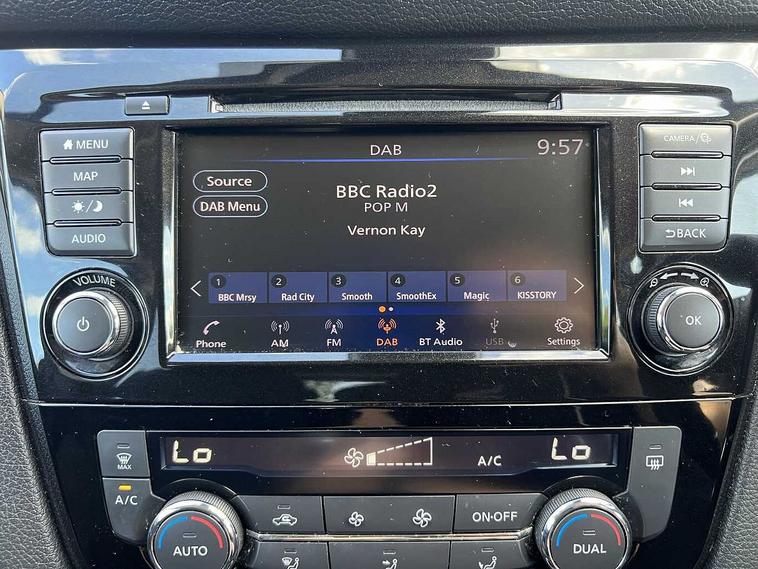 MENU
MAP
AUDIO
VOLUME
DAB
9:57
Source
DAB Menu
BBC Radio2
POP M
Vernon Kay
1 BBC Mrsy
2 Rad City
3 Smooth
4 SmoothEx
5 Magic
6 KISSTORY
Phone
AM
FM
DAB
BT Audio
USB
Settings
CAMERA/
BACK
OK
Lo
A/C
Lo
MAX
A/C
ON·OFF
AUTO
DUAL